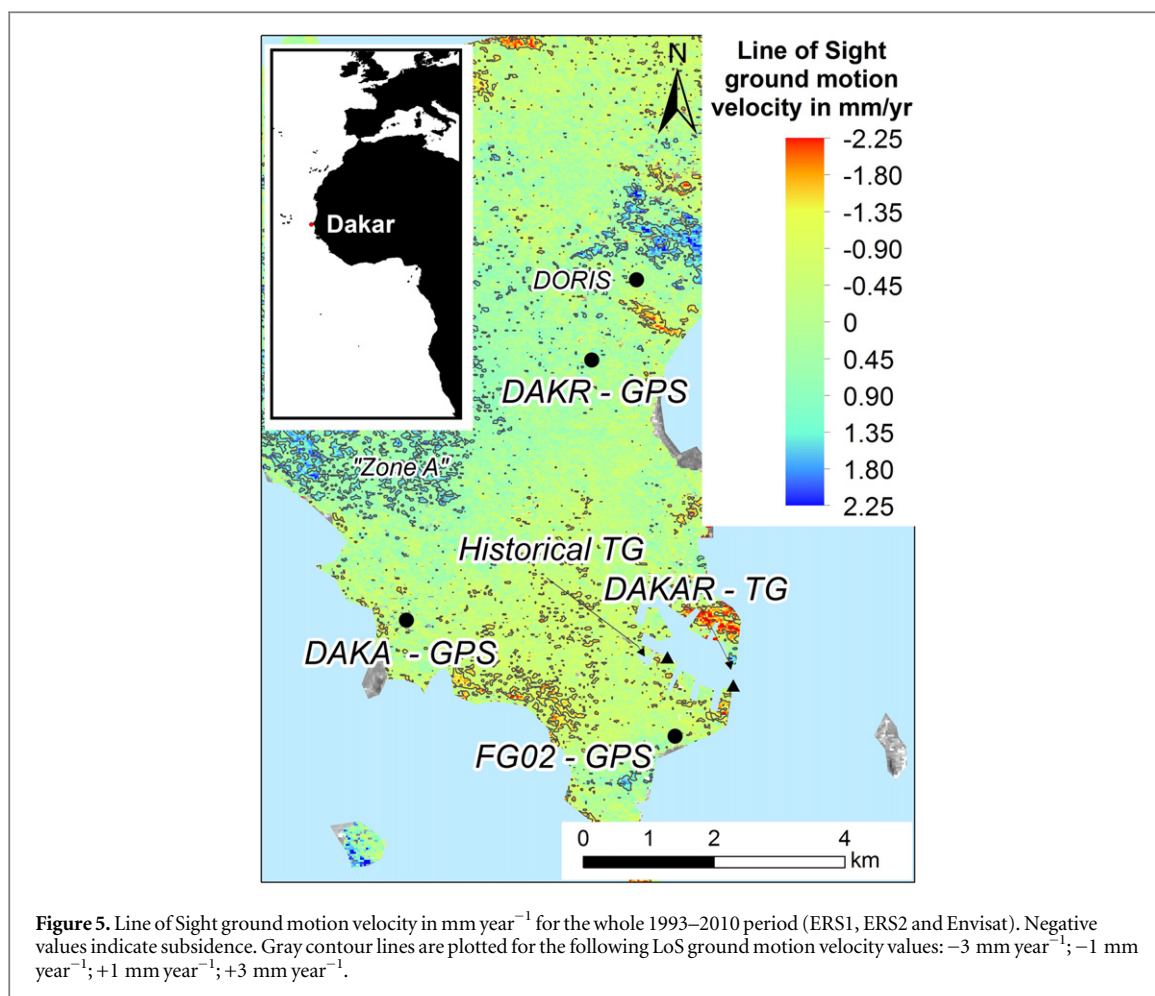 Line of Sight
ground motion
velocity in mm/yr
N
-2.25
-1.80
-1.35
-0.90
-0.45
0
0.45
0.90
1.35
1.80
2.25
Dakar
DORIS
DAKR - GPS
"Zone A"
Historical TG
DAKAR - TG
DAKA - GPS
FG02 - GPS
0 1 2 4
km
Figure 5. Line of Sight ground motion velocity in mm year⁻¹ for the whole 1993–2010 period (ERS1, ERS2 and Envisat). Negative
values indicate subsidence. Gray contour lines are plotted for the following LoS ground motion velocity values: −3 mm year⁻¹; −1 mm
year⁻¹; +1 mm year⁻¹; +3 mm year⁻¹.